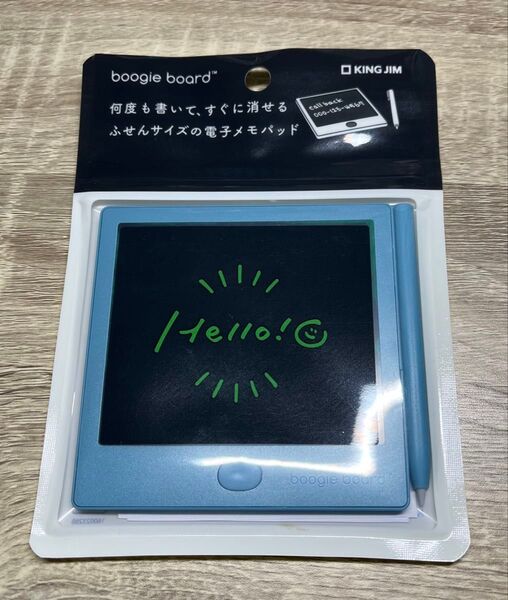 boogie board™
KING JIM
何度も書いて、すぐに消せる
ふせんサイズの電子メモパッド
call back
Hello!
boogie board